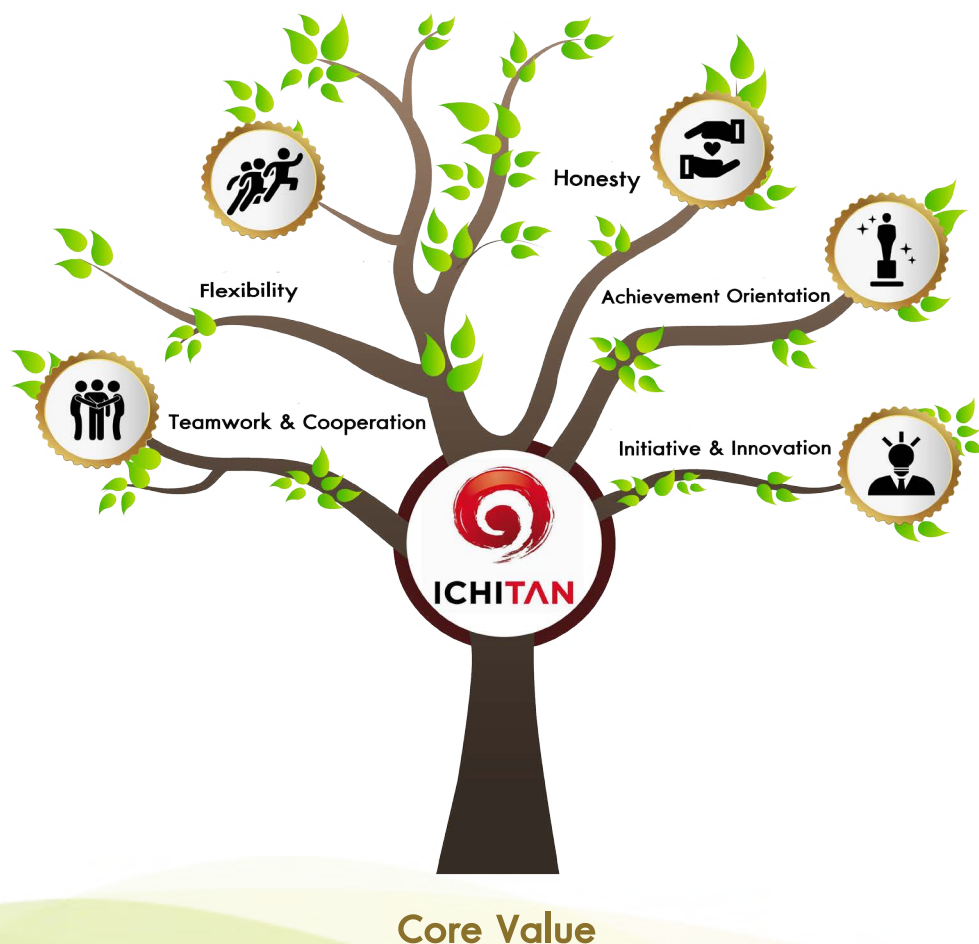 Honesty
Flexibility
Achievement Orientation
Teamwork & Cooperation
Initiative & Innovation
ICHITAN
Core Value